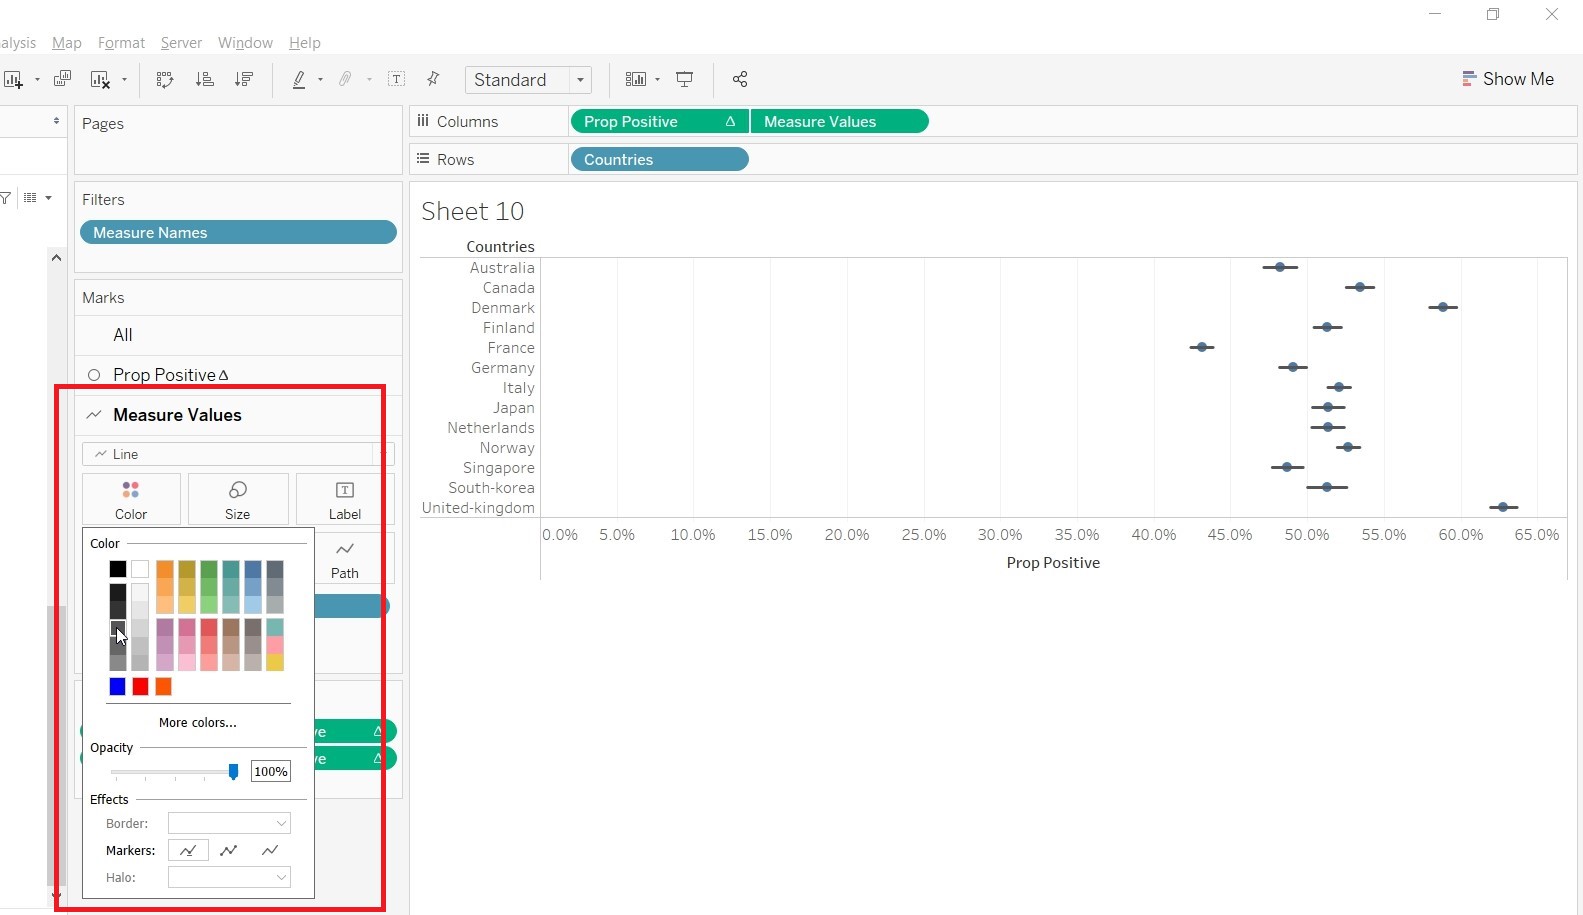 alysis Map Format Server Window Help
Standard
Show Me
Pages
Columns
Prop Positive Δ
Measure Values
Rows
Countries
Filters
Measure Names
Marks
All
Prop Positive Δ
Measure Values
Line
Color
Size
Label
Path
Color
More colors...
Opacity
100%
Effects
Border:
Markers:
Halo:
ve Δ
ve Δ
Sheet 10
Countries
Australia
Canada
Denmark
Finland
France
Germany
Italy
Japan
Netherlands
Norway
Singapore
South-korea
United-kingdom
0.0% 5.0% 10.0% 15.0% 20.0% 25.0% 30.0% 35.0% 40.0% 45.0% 50.0% 55.0% 60.0% 65.0%
Prop Positive